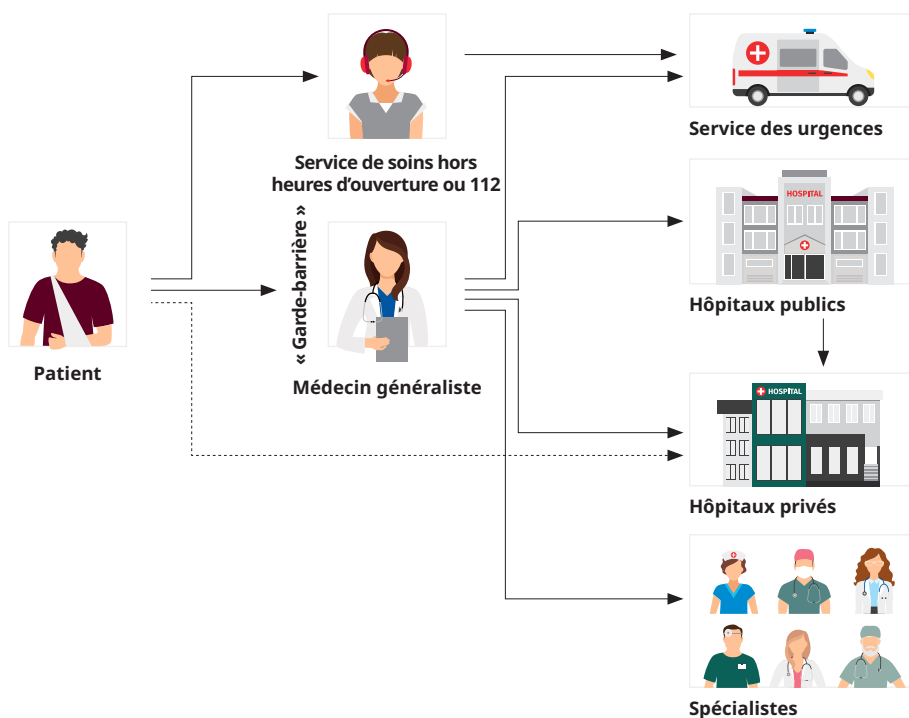 Service des urgences
Service de soins hors
heures d’ouverture ou 112
HOSPITAL
« Garde-barrière »
Hôpitaux publics
Patient
Médecin généraliste
HOSPITAL
Hôpitaux privés
Spécialistes